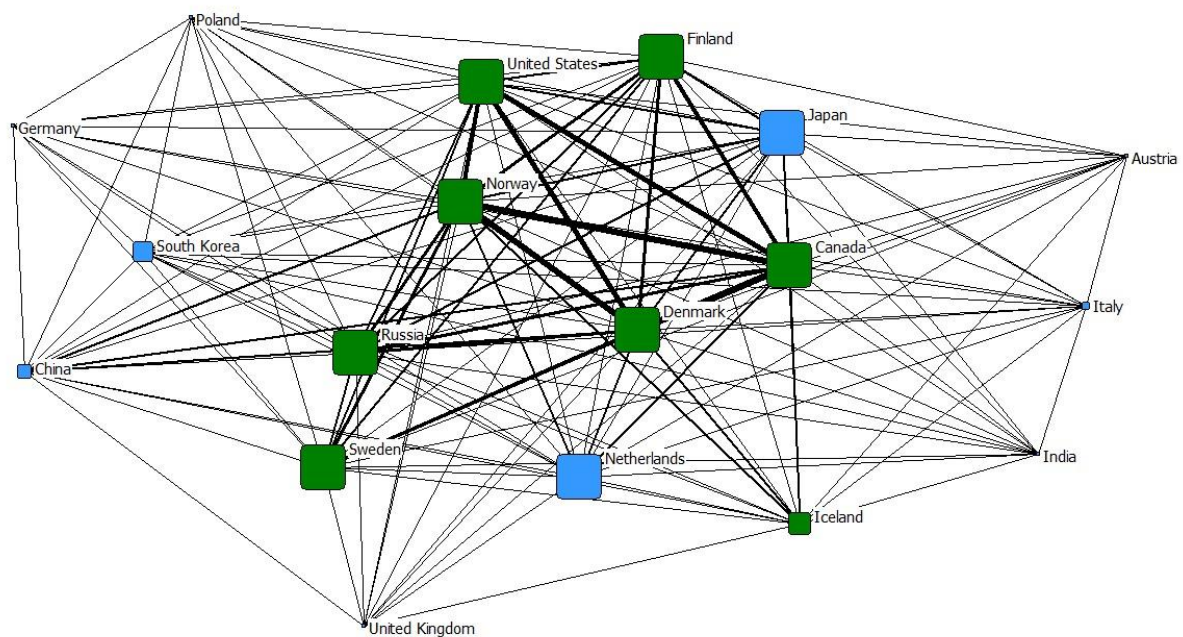 Poland
Finland
United States
Japan
Germany
Austria
Norway
South Korea
Canada
Italy
Denmark
Russia
China
Sweden
Netherlands
India
Iceland
United Kingdom